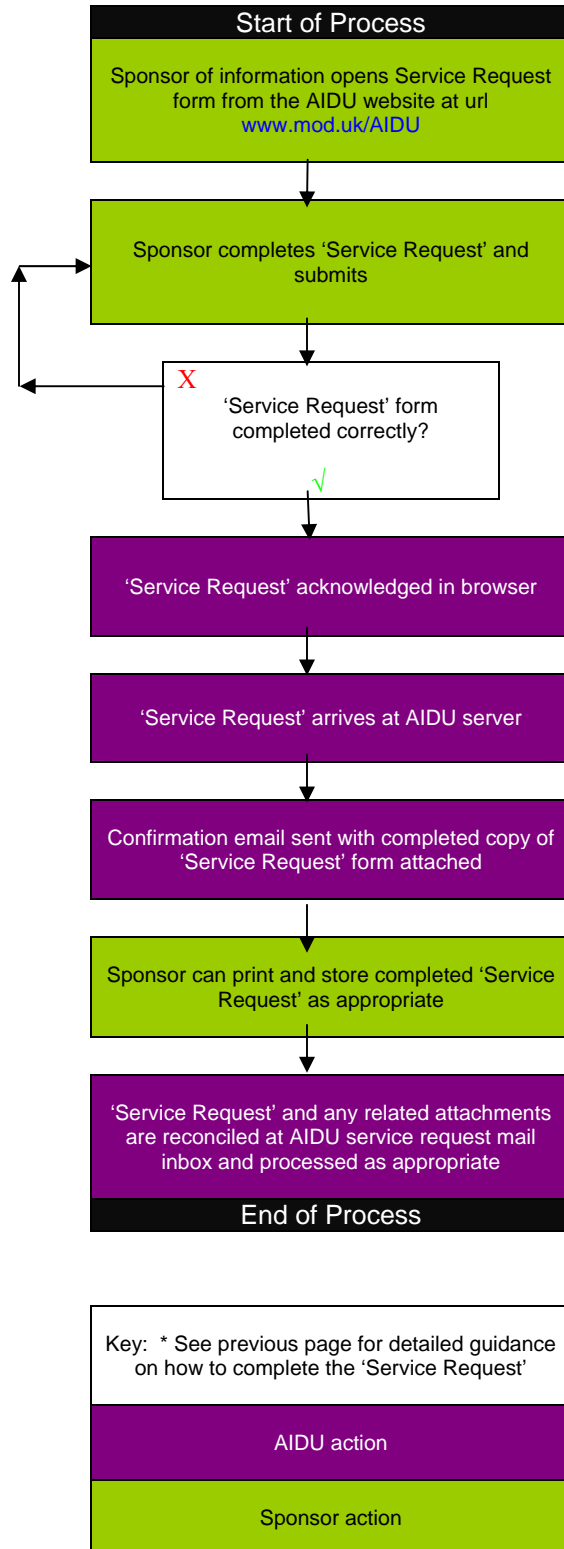 Start of Process
Sponsor of information opens Service Request
form from the AIDU website at url
www.mod.uk/AIDU
Sponsor completes ‘Service Request’ and
submits
X
‘Service Request’ form
completed correctly?
√
‘Service Request’ acknowledged in browser
‘Service Request’ arrives at AIDU server
Confirmation email sent with completed copy of
‘Service Request’ form attached
Sponsor can print and store completed ‘Service
Request’ as appropriate
‘Service Request’ and any related attachments
are reconciled at AIDU service request mail
inbox and processed as appropriate
End of Process
Key:  * See previous page for detailed guidance
on how to complete the ‘Service Request’
AIDU action
Sponsor action